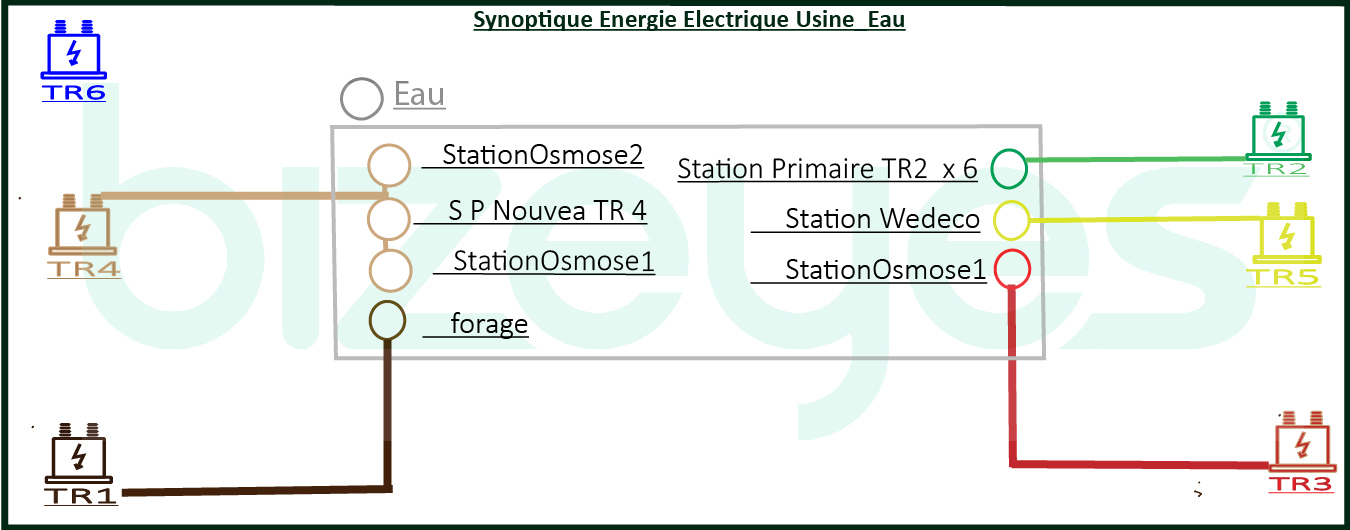 Synoptique Energie Electrique Usine_Eau
TR6
Eau
StationOsmose2
Station Primaire TR2 x 6
TR2
S P Nouvea TR 4
Station Wedeco
TR4
StationOsmose1
StationOsmose1
TR5
forage
bizeyes
TR1
TR3